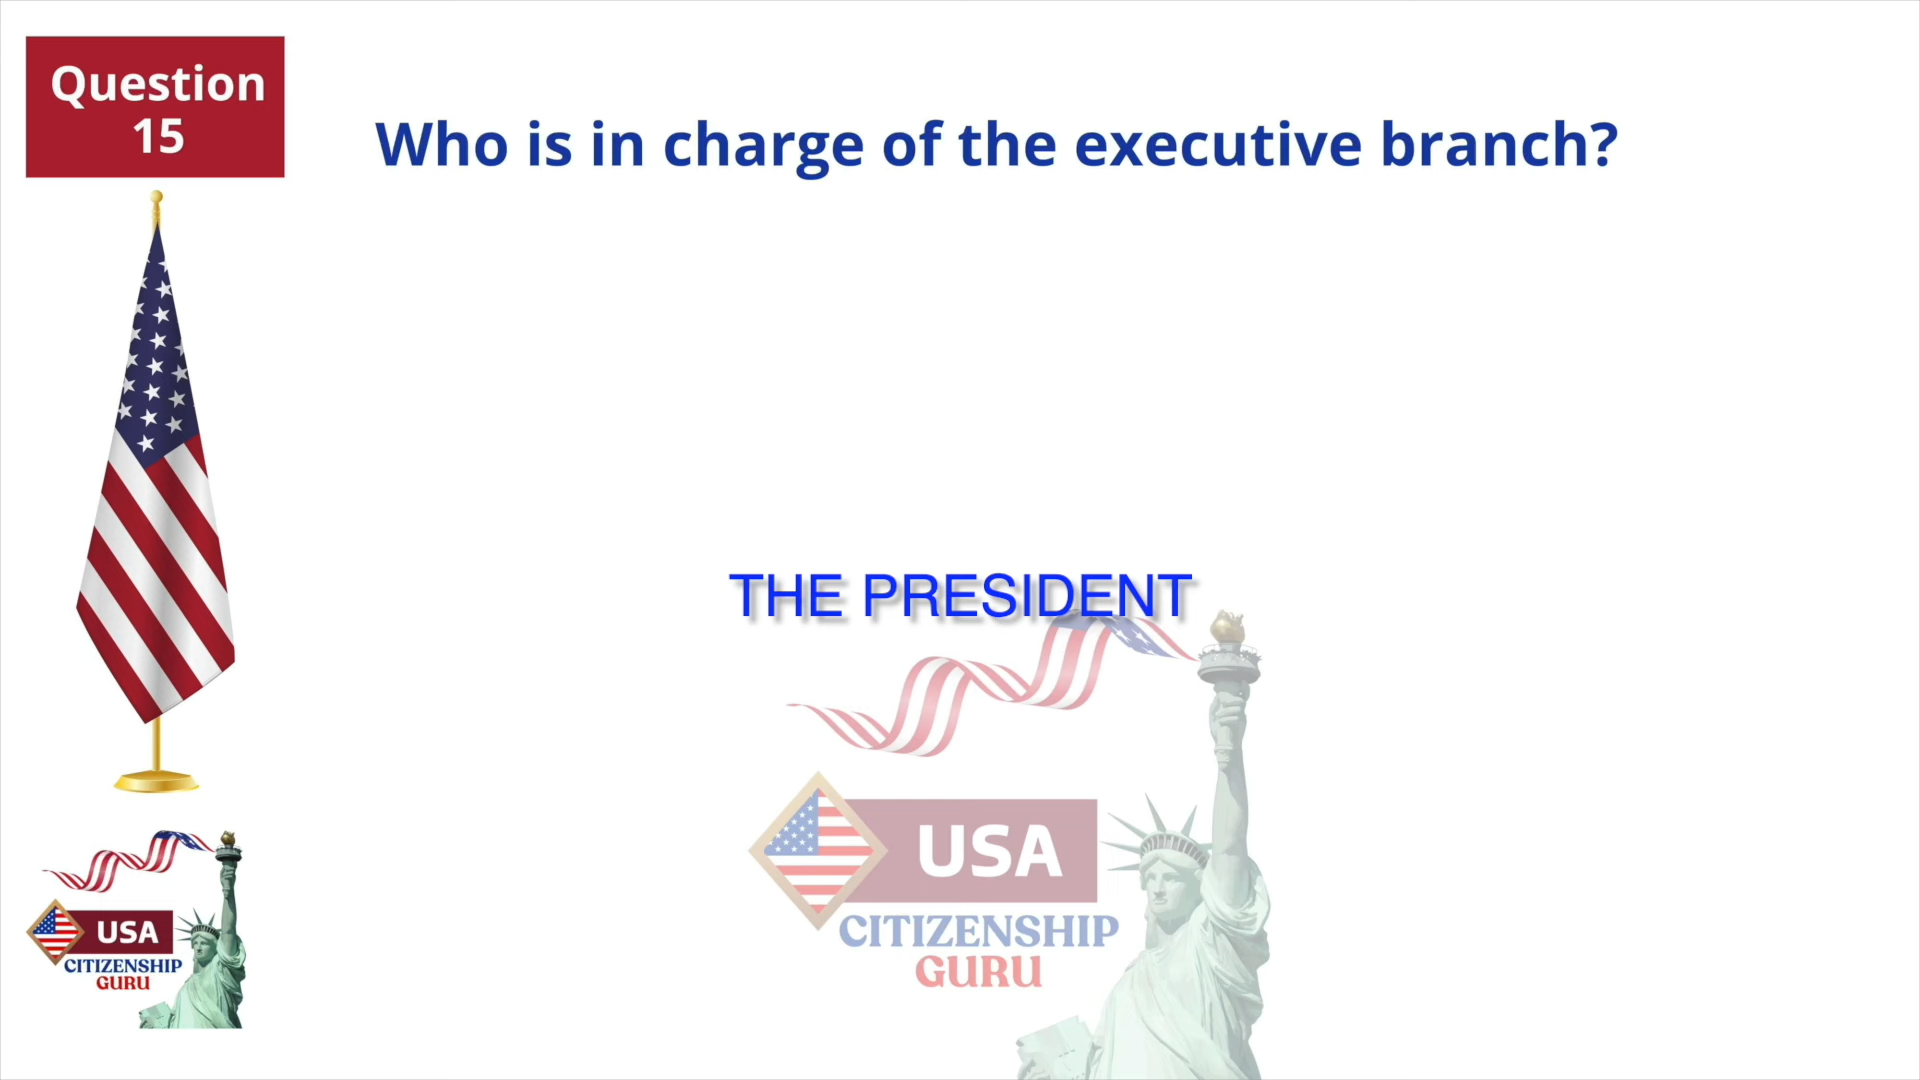 Question
15
Who is in charge of the executive branch?
THE PRESIDENT
USA
CITIZENSHIP
GURU
USA
CITIZENSHIP
GURU